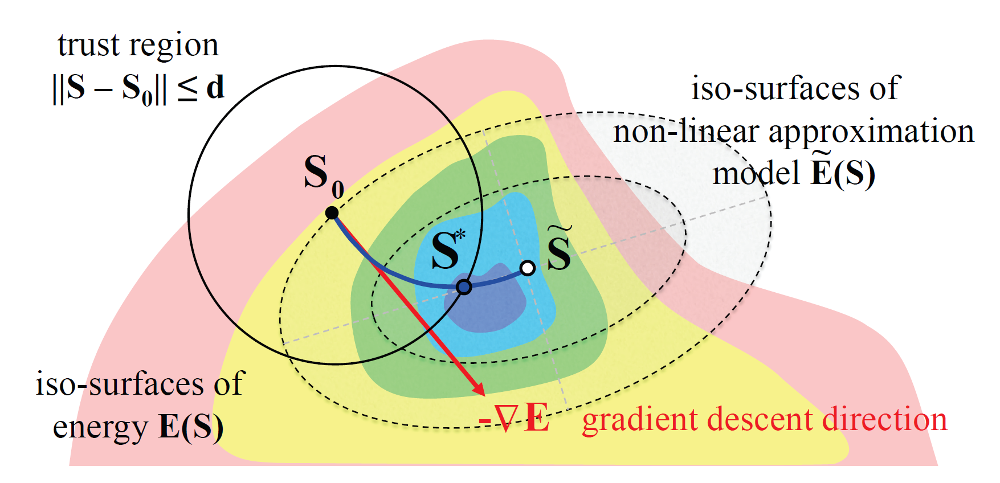 trust region
||S – S₀|| ≤ d
iso-surfaces of
non-linear approximation
model Ẽ(S)
S₀
S*
S̃
iso-surfaces of
energy E(S)
-∇E gradient descent direction